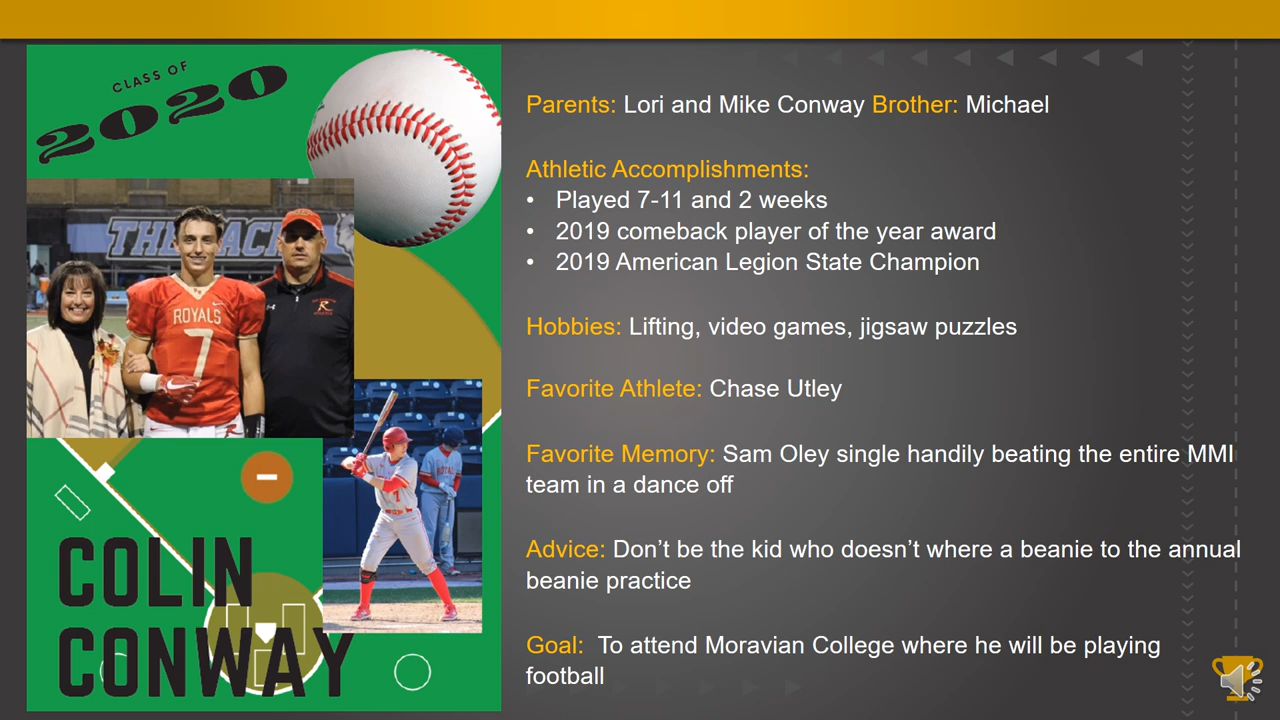 CLASS OF
2020
THE PACK
ROYALS
7
R
7
COLIN
CONWAY
Parents: Lori and Mike Conway Brother: Michael
Athletic Accomplishments:
• Played 7-11 and 2 weeks
• 2019 comeback player of the year award
• 2019 American Legion State Champion
Hobbies: Lifting, video games, jigsaw puzzles
Favorite Athlete: Chase Utley
Favorite Memory: Sam Oley single handily beating the entire MMI
team in a dance off
Advice: Don’t be the kid who doesn’t where a beanie to the annual
beanie practice
Goal: To attend Moravian College where he will be playing
football